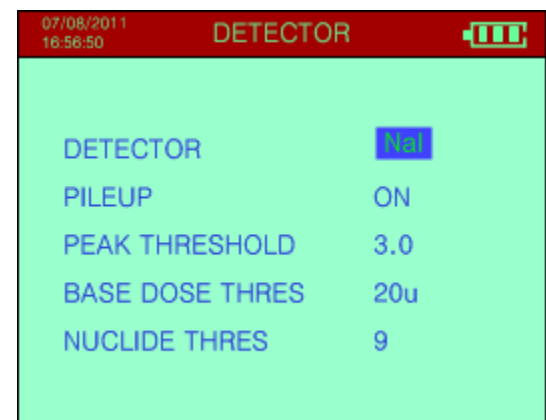 07/08/2011
16:56:50
DETECTOR
DETECTOR NaI
PILEUP ON
PEAK THRESHOLD 3.0
BASE DOSE THRES 20u
NUCLIDE THRES 9